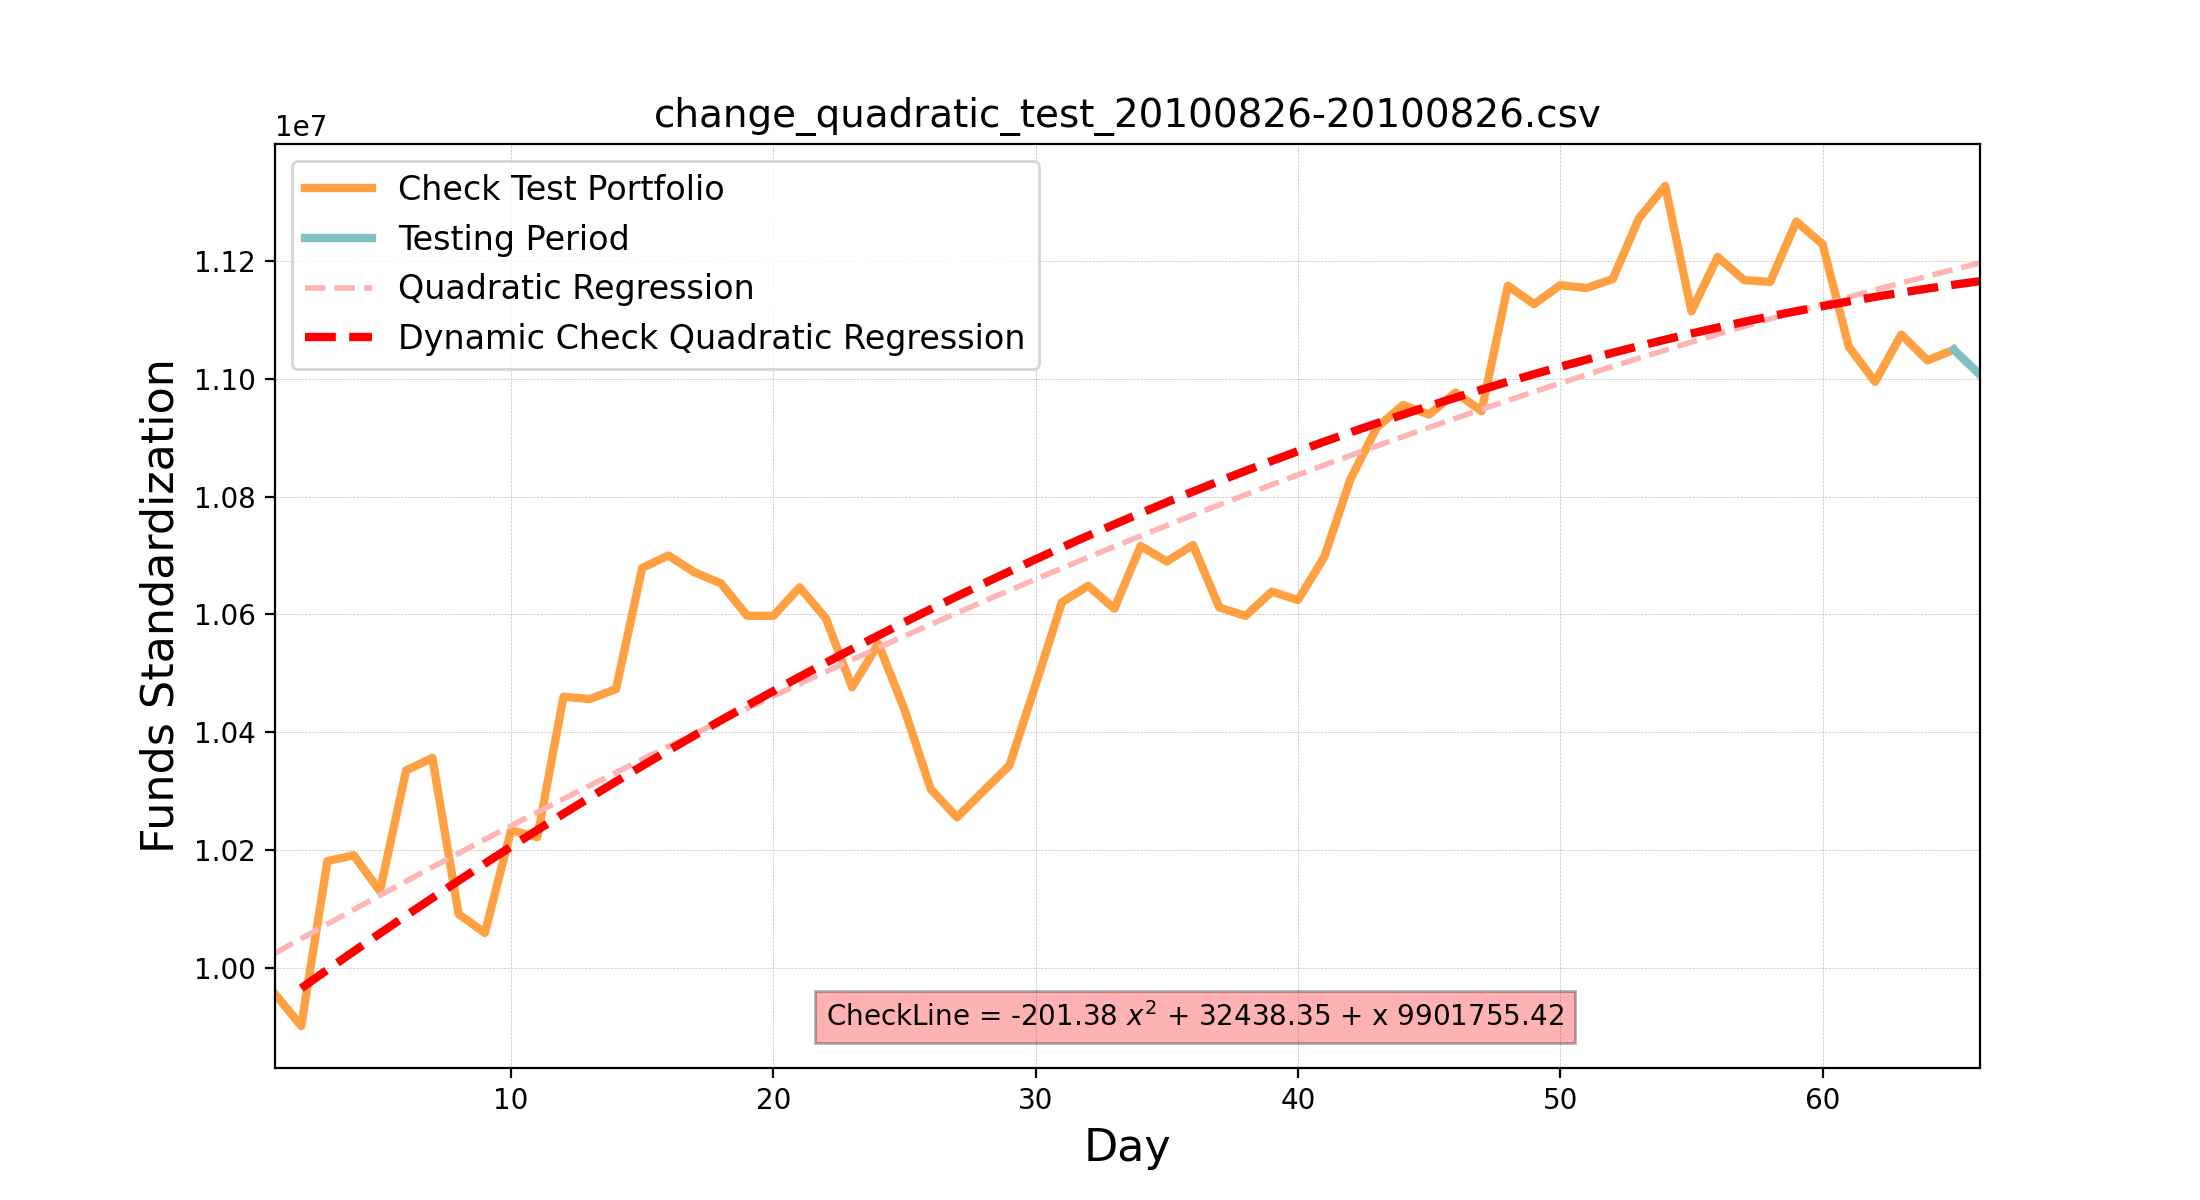 change_quadratic_test_20100826-20100826.csv
1e7
Check Test Portfolio
Testing Period
Quadratic Regression
Dynamic Check Quadratic Regression
Funds Standardization
1.12
1.10
1.08
1.06
1.04
1.02
1.00
CheckLine = -201.38 x² + 32438.35 + x 9901755.42
10 20 30 40 50 60
Day